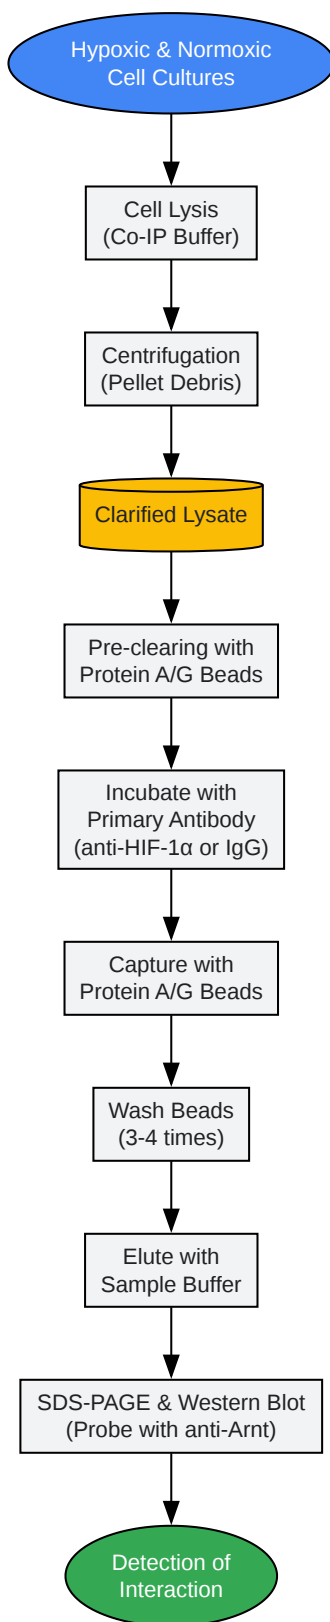 Hypoxic & Normoxic
Cell Cultures
Cell Lysis
(Co-IP Buffer)
Centrifugation
(Pellet Debris)
Clarified Lysate
Pre-clearing with
Protein A/G Beads
Incubate with
Primary Antibody
(anti-HIF-1α or IgG)
Capture with
Protein A/G Beads
Wash Beads
(3-4 times)
Elute with
Sample Buffer
SDS-PAGE & Western Blot
(Probe with anti-Arnt)
Detection of
Interaction